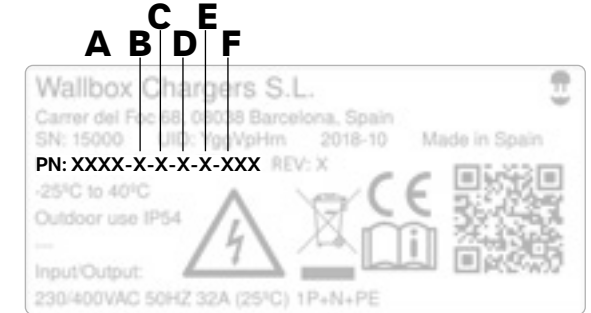 C E
A B D F
Wallbox Chargers S.L.
Carrer del Foc 68, 08038 Barcelona, Spain
SN: 15000 UID: YggVpHrn 2018-10 Made in Spain
PN: XXXX-X-X-X-X-XXX REV: X
-25ºC to 40ºC
Outdoor use IP54
---
Input/Output:
230/400VAC 50HZ 32A (25ºC) 1P+N+PE